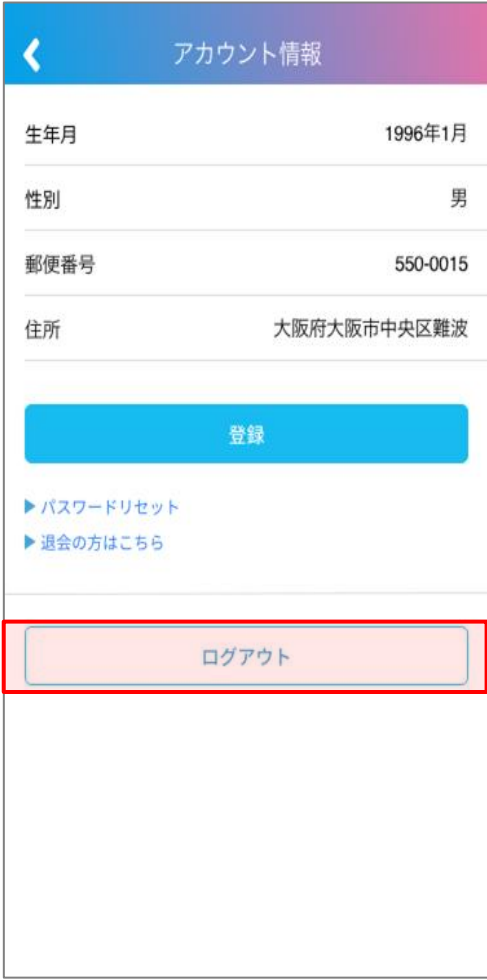 アカウント情報
生年月 1996年1月
性別 男
郵便番号 550-0015
住所 大阪府大阪市中央区難波
登録
パスワードリセット
退会の方はこちら
ログアウト